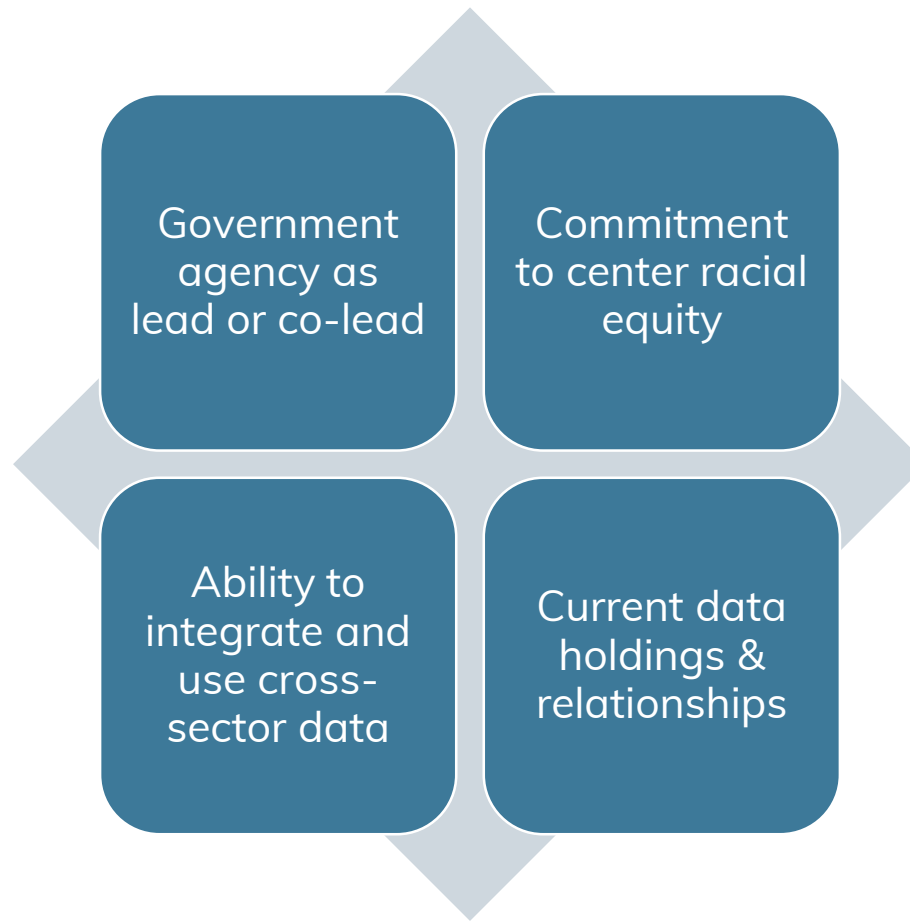 Government
agency as
lead or co-lead
Commitment
to center racial
equity
Ability to
integrate and
use cross-
sector data
Current data
holdings &
relationships